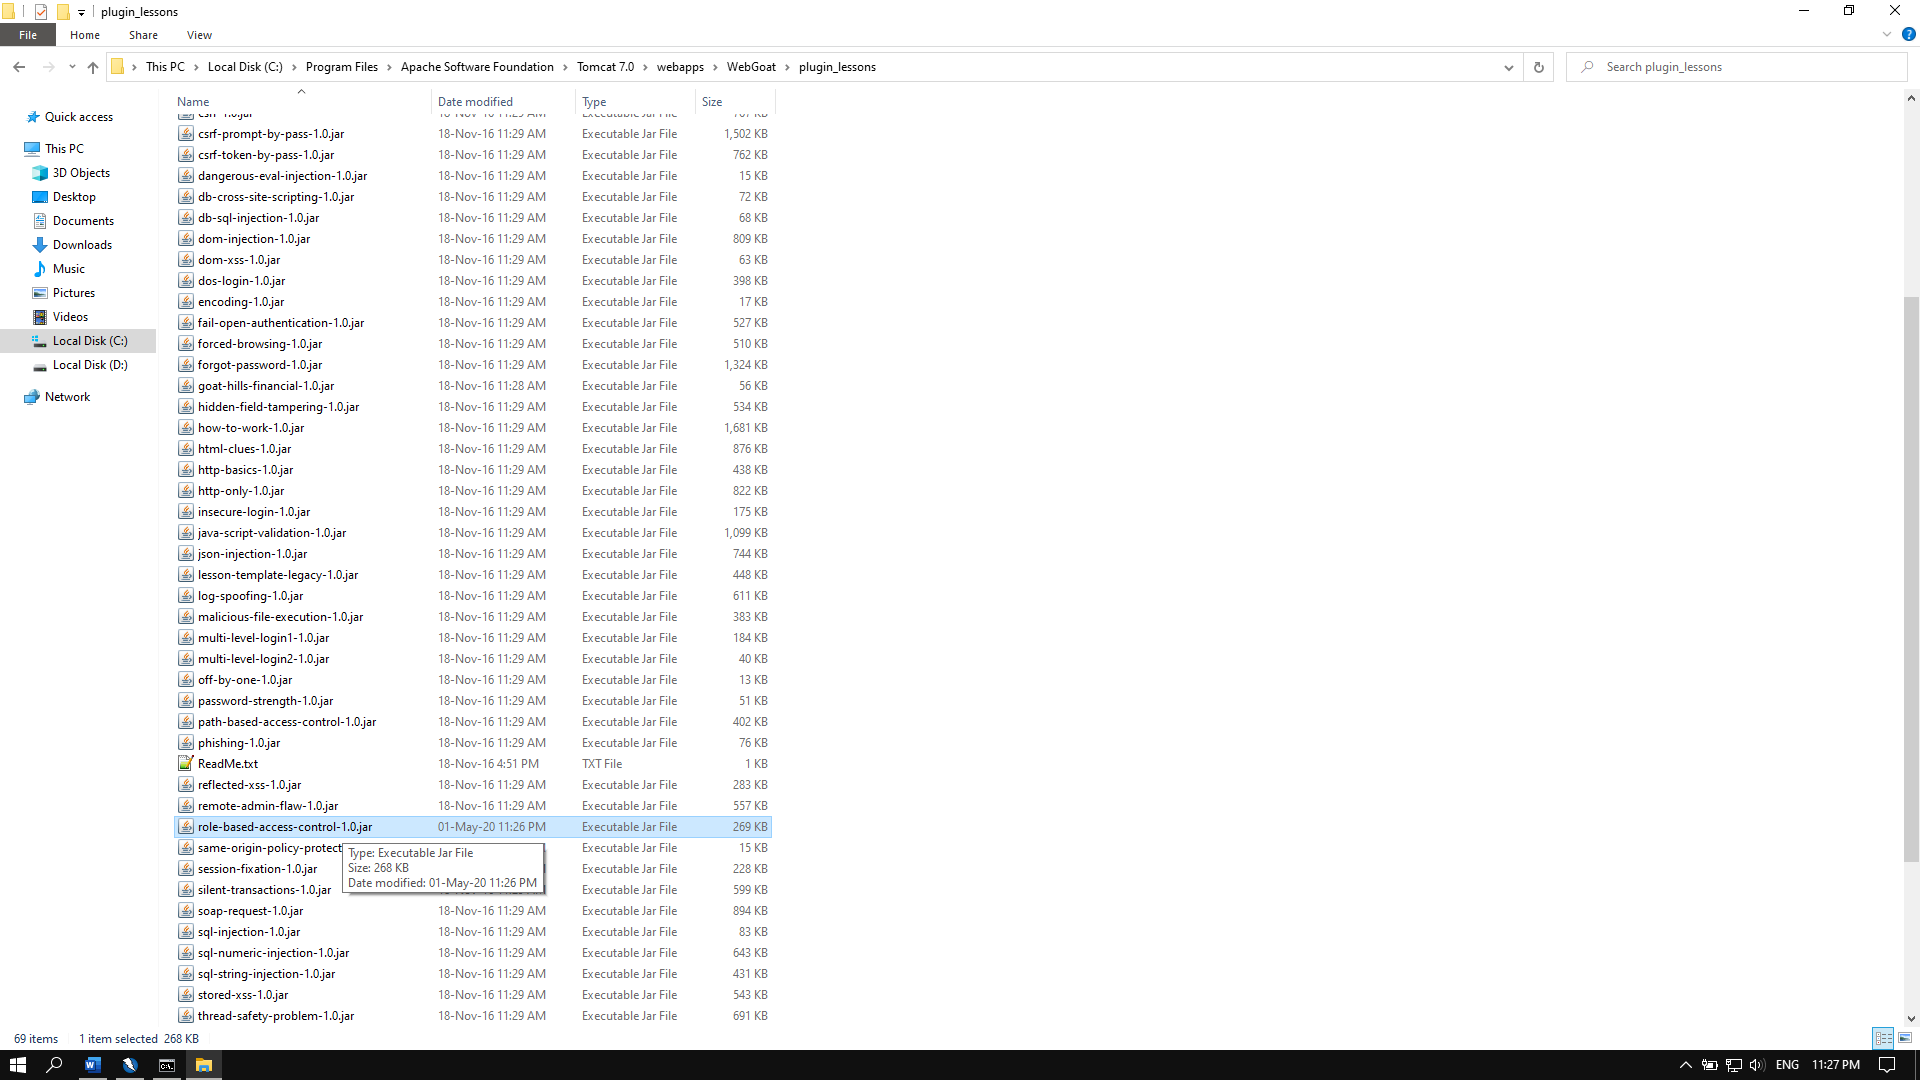 plugin_lessons
File Home Share View
This PC Local Disk (C:) Program Files Apache Software Foundation Tomcat 7.0 webapps WebGoat plugin_lessons
Search plugin_lessons
Quick access
This PC
3D Objects
Desktop
Documents
Downloads
Music
Pictures
Videos
Local Disk (C:)
Local Disk (D:)
Network
Name Date modified Type Size
csrf-1.0.jar 18-Nov-16 11:29 AM Executable Jar File 767 KB
csrf-prompt-by-pass-1.0.jar 18-Nov-16 11:29 AM Executable Jar File 1,502 KB
csrf-token-by-pass-1.0.jar 18-Nov-16 11:29 AM Executable Jar File 762 KB
dangerous-eval-injection-1.0.jar 18-Nov-16 11:29 AM Executable Jar File 15 KB
db-cross-site-scripting-1.0.jar 18-Nov-16 11:29 AM Executable Jar File 72 KB
db-sql-injection-1.0.jar 18-Nov-16 11:29 AM Executable Jar File 68 KB
dom-injection-1.0.jar 18-Nov-16 11:29 AM Executable Jar File 809 KB
dom-xss-1.0.jar 18-Nov-16 11:29 AM Executable Jar File 63 KB
dos-login-1.0.jar 18-Nov-16 11:29 AM Executable Jar File 398 KB
encoding-1.0.jar 18-Nov-16 11:29 AM Executable Jar File 17 KB
fail-open-authentication-1.0.jar 18-Nov-16 11:29 AM Executable Jar File 527 KB
forced-browsing-1.0.jar 18-Nov-16 11:29 AM Executable Jar File 510 KB
forgot-password-1.0.jar 18-Nov-16 11:29 AM Executable Jar File 1,324 KB
goat-hills-financial-1.0.jar 18-Nov-16 11:28 AM Executable Jar File 56 KB
hidden-field-tampering-1.0.jar 18-Nov-16 11:29 AM Executable Jar File 534 KB
how-to-work-1.0.jar 18-Nov-16 11:29 AM Executable Jar File 1,681 KB
html-clues-1.0.jar 18-Nov-16 11:29 AM Executable Jar File 876 KB
http-basics-1.0.jar 18-Nov-16 11:29 AM Executable Jar File 438 KB
http-only-1.0.jar 18-Nov-16 11:29 AM Executable Jar File 822 KB
insecure-login-1.0.jar 18-Nov-16 11:29 AM Executable Jar File 175 KB
java-script-validation-1.0.jar 18-Nov-16 11:29 AM Executable Jar File 1,099 KB
json-injection-1.0.jar 18-Nov-16 11:29 AM Executable Jar File 744 KB
lesson-template-legacy-1.0.jar 18-Nov-16 11:29 AM Executable Jar File 448 KB
log-spoofing-1.0.jar 18-Nov-16 11:29 AM Executable Jar File 611 KB
malicious-file-execution-1.0.jar 18-Nov-16 11:29 AM Executable Jar File 383 KB
multi-level-login1-1.0.jar 18-Nov-16 11:29 AM Executable Jar File 184 KB
multi-level-login2-1.0.jar 18-Nov-16 11:29 AM Executable Jar File 40 KB
off-by-one-1.0.jar 18-Nov-16 11:29 AM Executable Jar File 13 KB
password-strength-1.0.jar 18-Nov-16 11:29 AM Executable Jar File 51 KB
path-based-access-control-1.0.jar 18-Nov-16 11:29 AM Executable Jar File 402 KB
phishing-1.0.jar 18-Nov-16 11:29 AM Executable Jar File 76 KB
ReadMe.txt 18-Nov-16 4:51 PM TXT File 1 KB
reflected-xss-1.0.jar 18-Nov-16 11:29 AM Executable Jar File 283 KB
remote-admin-flaw-1.0.jar 18-Nov-16 11:29 AM Executable Jar File 557 KB
role-based-access-control-1.0.jar 01-May-20 11:26 PM Executable Jar File 269 KB
same-origin-policy-protect Executable Jar File 15 KB
session-fixation-1.0.jar Executable Jar File 228 KB
silent-transactions-1.0.jar Executable Jar File 599 KB
Type: Executable Jar File
Size: 268 KB
Date modified: 01-May-20 11:26 PM
soap-request-1.0.jar 18-Nov-16 11:29 AM Executable Jar File 894 KB
sql-injection-1.0.jar 18-Nov-16 11:29 AM Executable Jar File 83 KB
sql-numeric-injection-1.0.jar 18-Nov-16 11:29 AM Executable Jar File 643 KB
sql-string-injection-1.0.jar 18-Nov-16 11:29 AM Executable Jar File 431 KB
stored-xss-1.0.jar 18-Nov-16 11:29 AM Executable Jar File 543 KB
thread-safety-problem-1.0.jar 18-Nov-16 11:29 AM Executable Jar File 691 KB
69 items 1 item selected 268 KB
ENG 11:27 PM